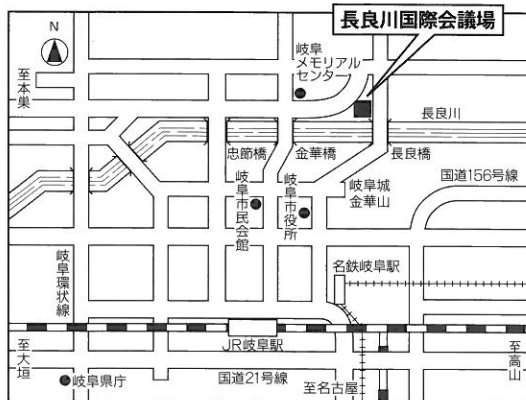 長良川国際会議場
N
至本巣
岐阜
メモリアル
センター
長良川
忠節橋
金華橋
長良橋
国道156号線
岐阜城
金華山
岐阜市民会館
岐阜市役所
岐阜環状線
名鉄岐阜駅
JR岐阜駅
至大垣
至高山
岐阜県庁
国道21号線
至名古屋